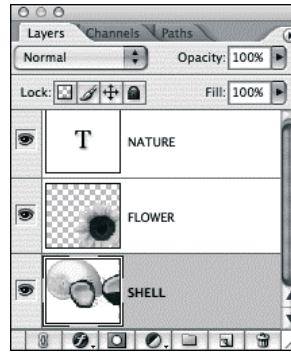 Layers Channels Paths
Normal Opacity: 100%
Lock: Fill: 100%
T NATURE
FLOWER
SHELL